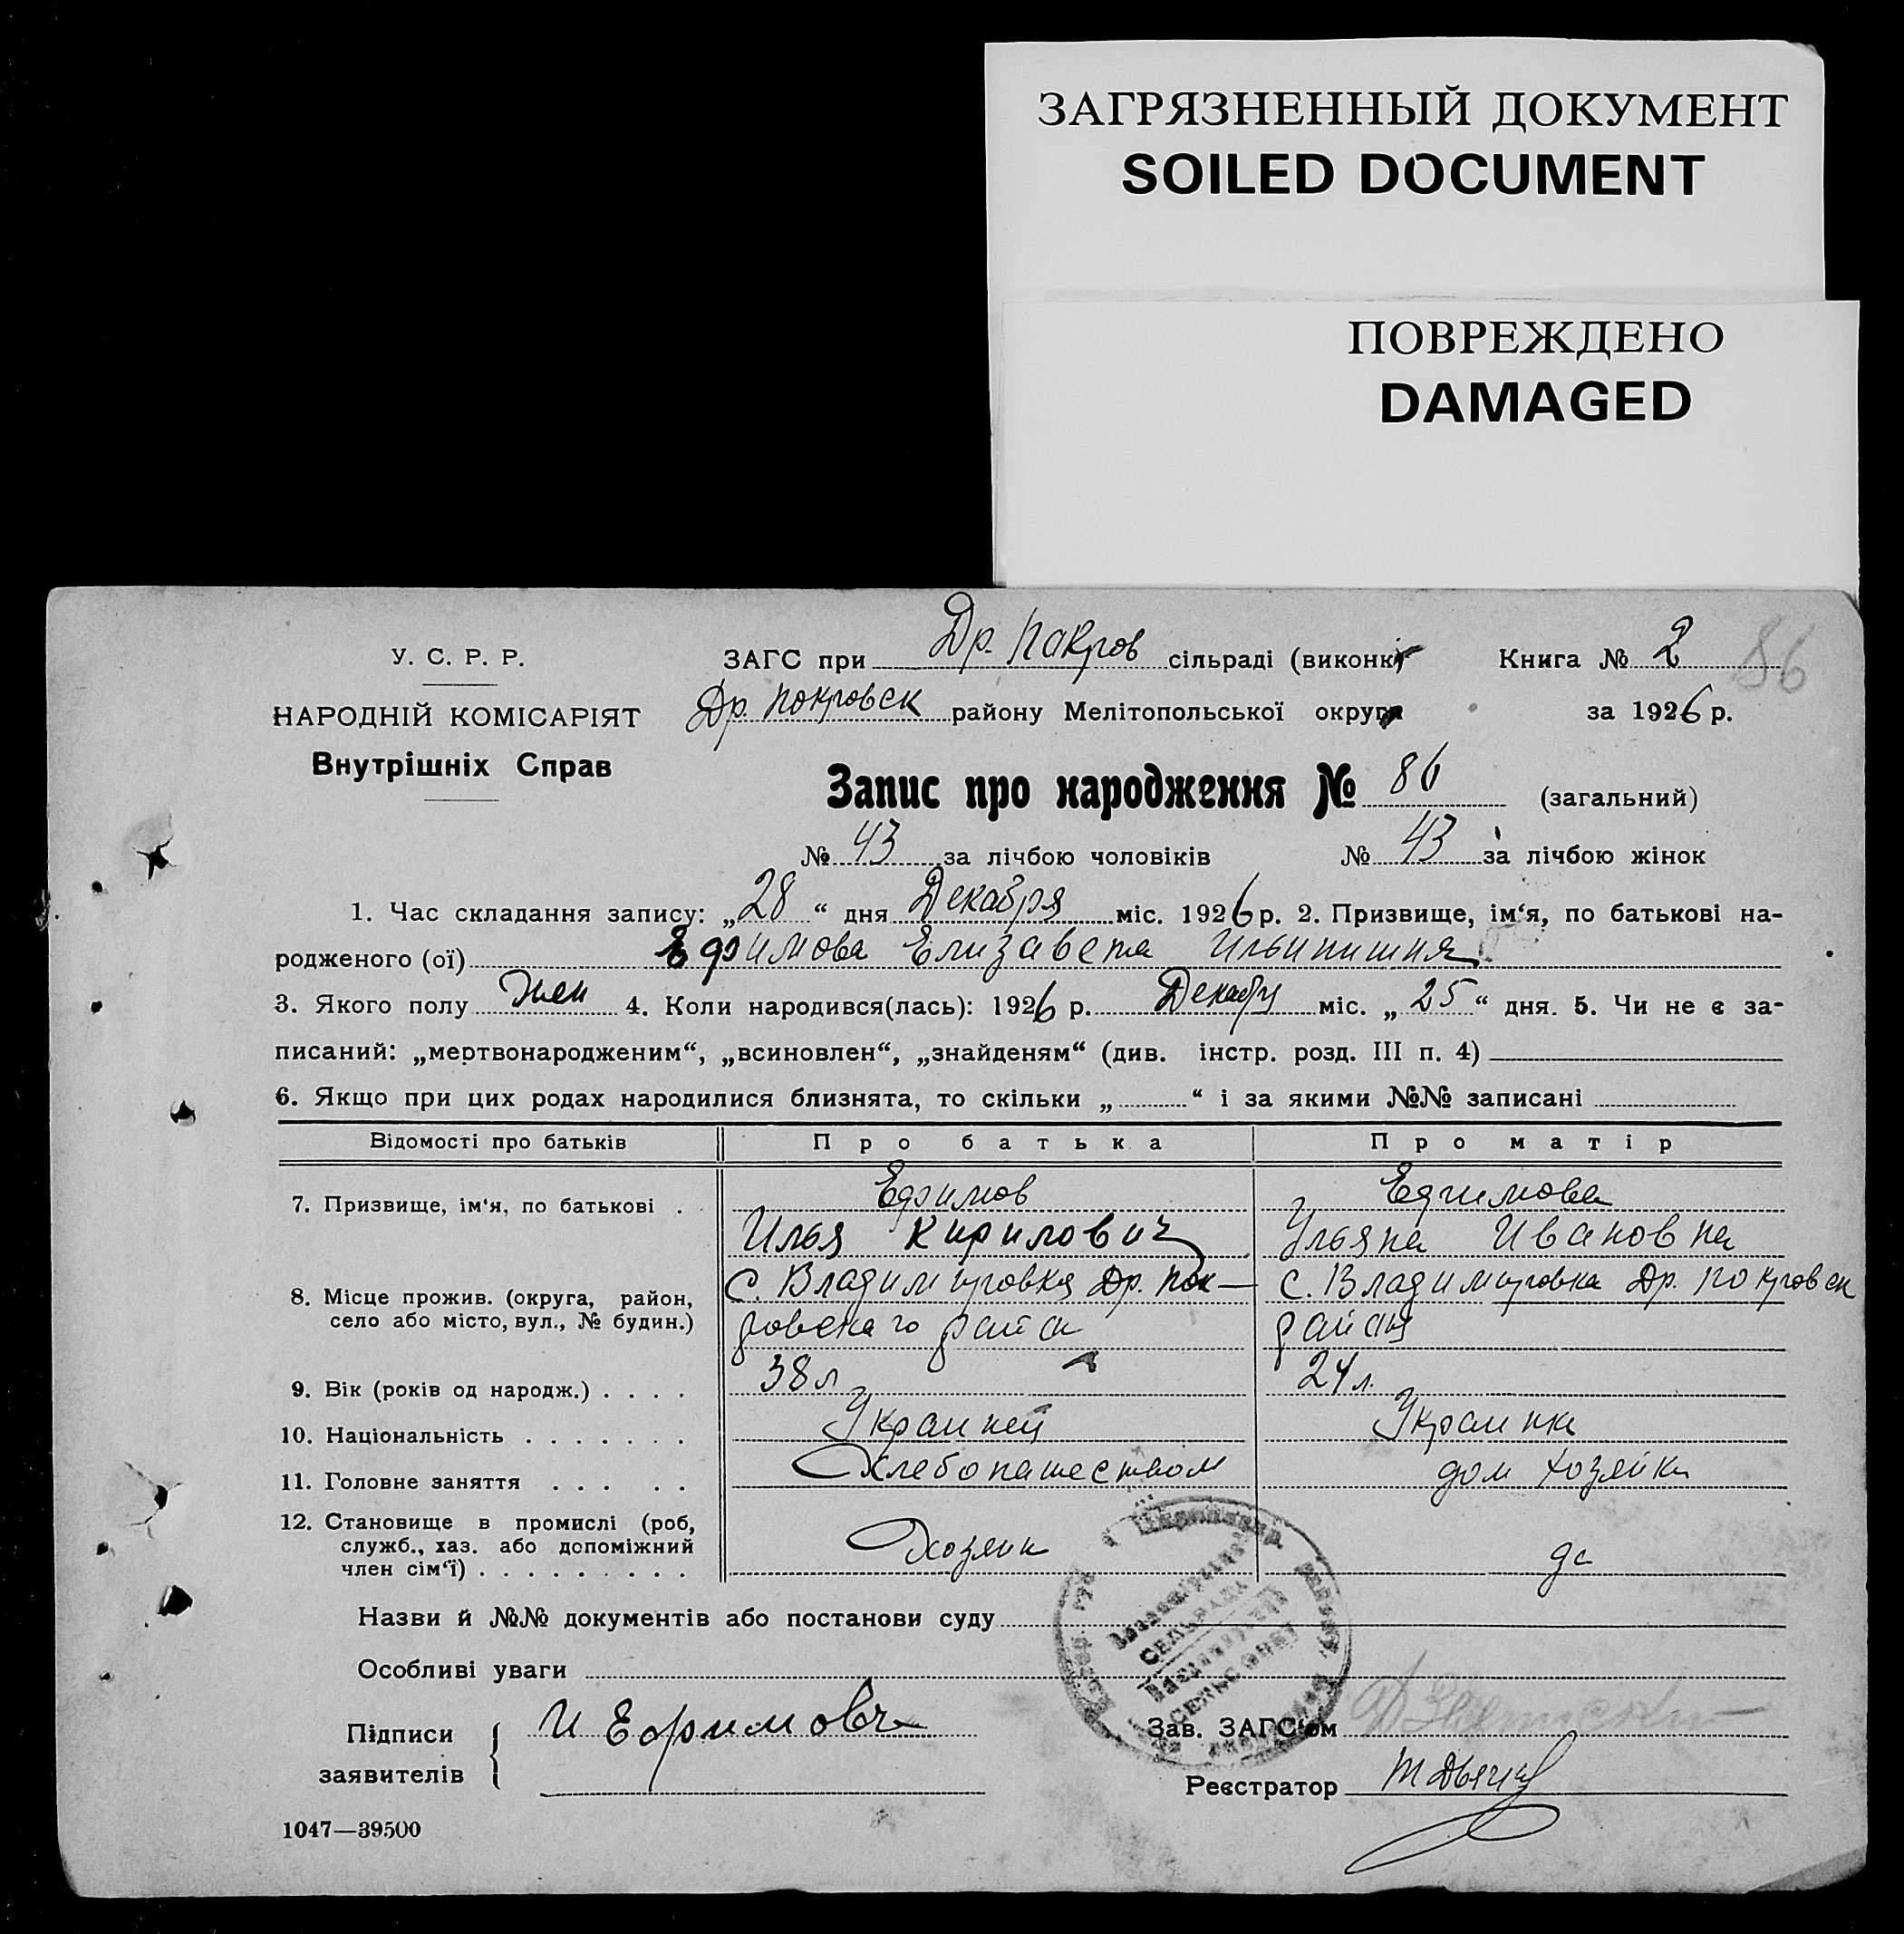 ЗАГРЯЗНЕННЫЙ ДОКУМЕНТ
SOILED DOCUMENT
ПОВРЕЖДЕНО
DAMAGED
У. С. Р. Р.
НАРОДНІЙ КОМІСАРІЯТ
Внутрішніх Справ
ЗАГС при Др. Покров сільраді (виконк) Книга № 2 86
Др. Покровск району Мелітопольської округи за 1926 р.
Запис про народження № 86 (загальний)
№ 43 за лічбою чоловіків № 43 за лічбою жінок
1. Час складання запису: „28“ дня Декабря міс. 1926 р. 2. Призвище, ім‘я, по батькові на-
родженого (ої) Ефимова Елизавета Ильинишня
3. Якого полу Жен 4. Коли народився(лась): 1926 р. Декабря міс. „25“ дня. 5. Чи не є за-
писаний: „мертвонародженим“, „всиновлен“, „знайденям“ (див. інстр. розд. III п. 4)
6. Якщо при цих родах народилися близнята, то скільки „ “ і за якими №№ записані
Відомості про батьків Про батька Про матір
7. Призвище, ім‘я, по батькові . Ефимов Ефимова
Илья Кирилович Ульяна Ивановна
8. Місце прожив. (округа, район, село або місто, вул., № будин.) с. Владимировка Др. Пок- с. Владимировка Др. Покровск
ровскаго района района
9. Вік (років од народж.) . . . . 38 л 24 л.
10. Національність . . . . . . . Украинец Украинка
11. Головне заняття . . . . . Хлебопашеством дом хозяйка
12. Становище в промислі (роб, служб., хаз. або допоміжний член сім‘ї) . . . . . . . . . Хозяин
Назви й №№ документів або постанови суду
Особливі уваги
Підписи заявителів И Ефимов
Зав. ЗАГС‘ом
Реєстратор
1047—39500